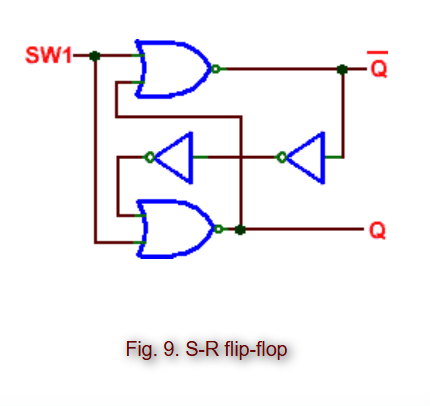 SW1
Q̅
Q
Fig. 9. S-R flip-flop